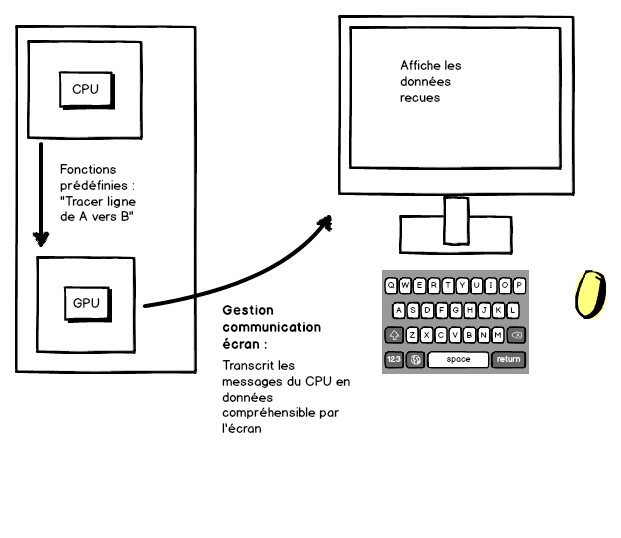 CPU
Fonctions
prédéfinies :
"Tracer ligne
de A vers B"
GPU
Gestion
communication
écran :
Transcrit les
messages du CPU en
données
compréhensible par
l'écran
Affiche les
données
recues
Q W E R T Y U I O P
A S D F G H J K L
Z X C V B N M
123 space return